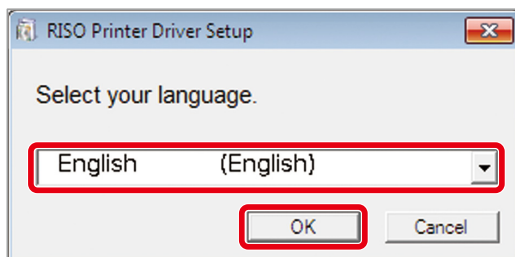 RISO Printer Driver Setup
Select your language.
English (English)
OK Cancel